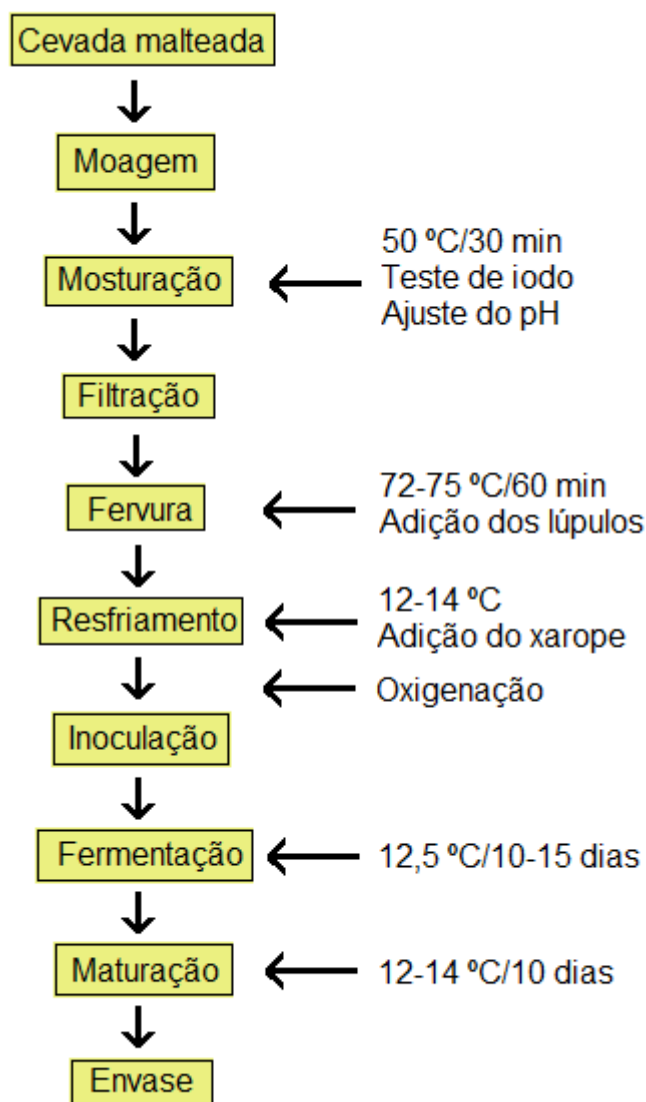 Cevada malteada
Moagem
Mosturação
50 ºC/30 min
Teste de iodo
Ajuste do pH
Filtração
Fervura
72-75 ºC/60 min
Adição dos lúpulos
Resfriamento
12-14 ºC
Adição do xarope
Oxigenação
Inoculação
Fermentação
12,5 ºC/10-15 dias
Maturação
12-14 ºC/10 dias
Envase